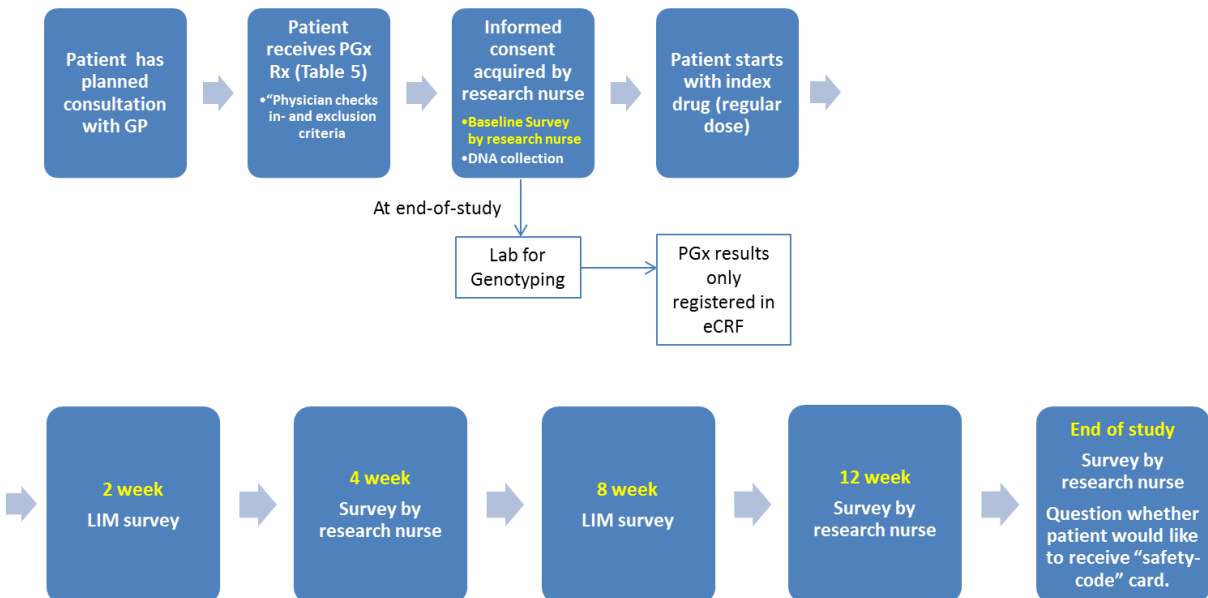 Patient has
planned
consultation
with GP
Patient
receives PGx
Rx (Table 5)
•“Physician checks
in- and exclusion
criteria
Informed
consent
acquired by
research nurse
•Baseline Survey
by research nurse
•DNA collection
Patient starts
with index
drug (regular
dose)
At end-of-study
Lab for
Genotyping
PGx results
only
registered in
eCRF
2 week
LIM survey
4 week
Survey by
research nurse
8 week
LIM survey
12 week
Survey by
research nurse
End of study
Survey by
research nurse
Question whether
patient would like
to receive “safety-
code” card.